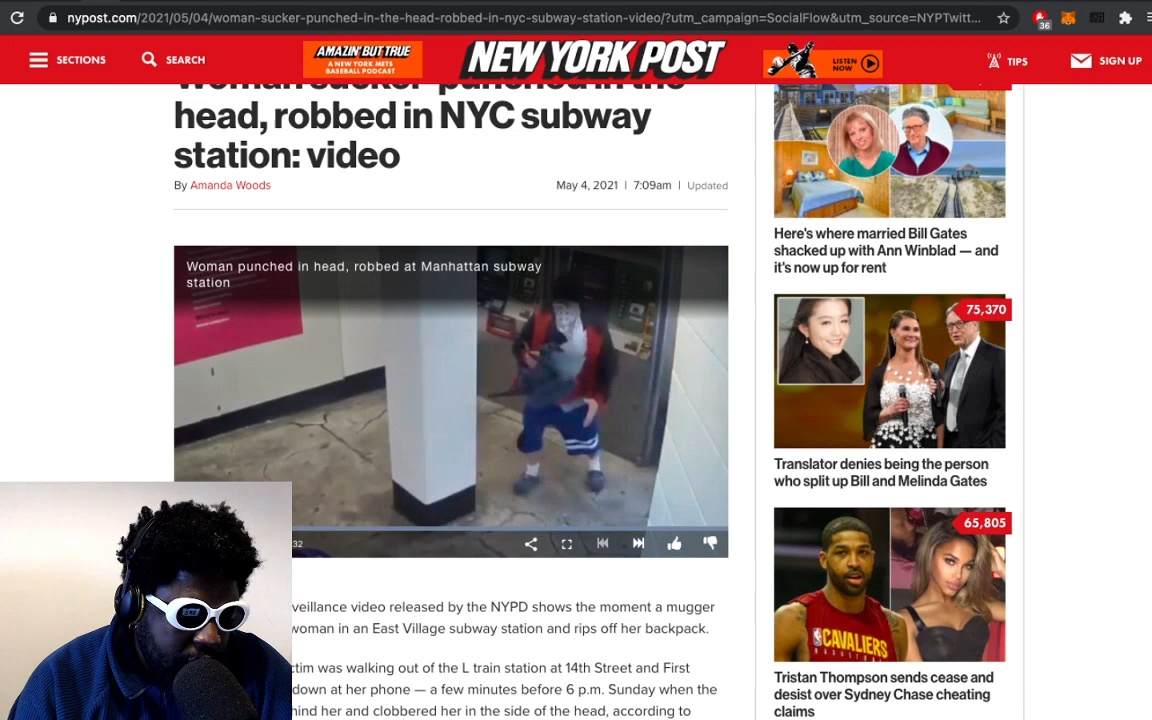 nypost.com/2021/05/04/woman-sucker-punched-in-the-head-robbed-in-nyc-subway-station-video/?utm_campaign=SocialFlow&utm_source=NYPTwitt...
36
SECTIONS
SEARCH
AMAZIN' BUT TRUE
A NEW YORK METS
BASEBALL PODCAST
NEW YORK POST
LISTEN
NOW
TIPS
SIGN UP
Woman sucker-punched in the
head, robbed in NYC subway
station: video
By Amanda Woods
May 4, 2021 | 7:09am | Updated
Woman punched in head, robbed at Manhattan subway
station
32
veillance video released by the NYPD shows the moment a mugger
woman in an East Village subway station and rips off her backpack.
ctim was walking out of the L train station at 14th Street and First
down at her phone — a few minutes before 6 p.m. Sunday when the
hind her and clobbered her in the side of the head, according to
Here's where married Bill Gates
shacked up with Ann Winblad — and
it's now up for rent
75,370
Translator denies being the person
who split up Bill and Melinda Gates
65,805
CAVALIERS
Tristan Thompson sends cease and
desist over Sydney Chase cheating
claims